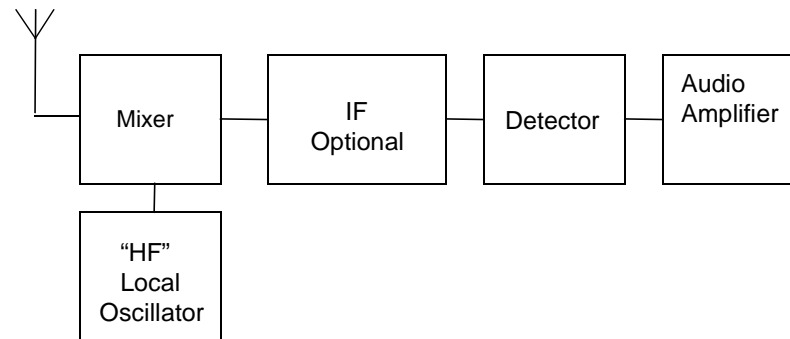 Mixer
IF
Optional
Detector
Audio
Amplifier
“HF”
Local
Oscillator